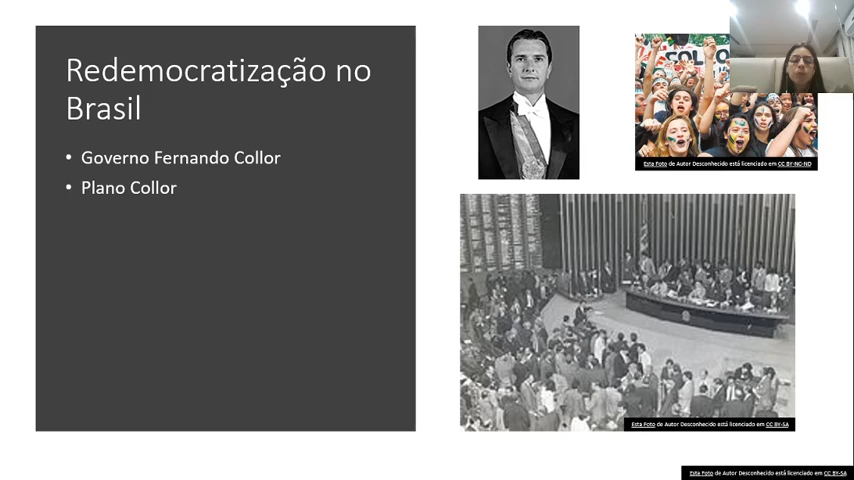 Redemocratização no
Brasil
• Governo Fernando Collor
• Plano Collor
Esta Foto de Autor Desconhecido está licenciado em CC BY-NC-ND
Esta Foto de Autor Desconhecido está licenciado em CC BY-SA
Esta Foto de Autor Desconhecido está licenciado em CC BY-SA